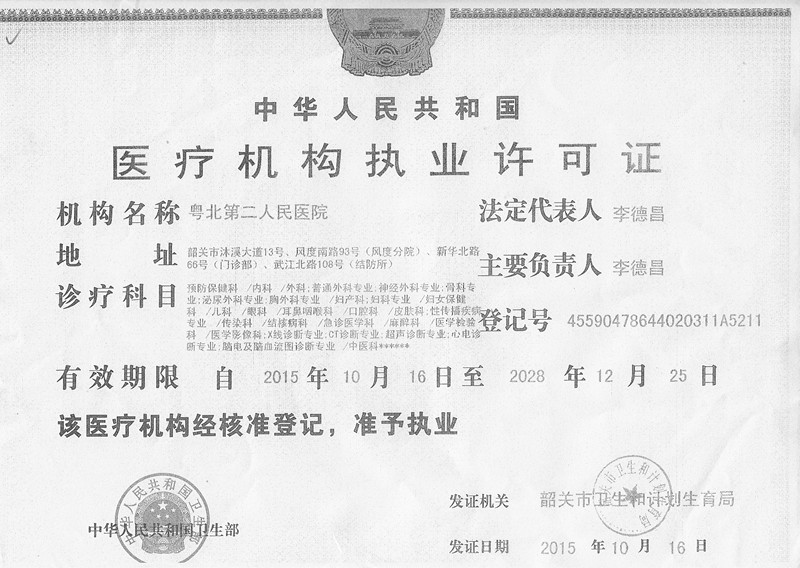 中华人民共和国
医疗机构执业许可证
机构名称 粤北第二人民医院
法定代表人 李德昌
地址 韶关市沐溪大道13号、风度南路93号（风度分院）、新华北路
66号（门诊部）、武江北路108号（结防所）
主要负责人 李德昌
诊疗科目 预防保健科 /内科 /外科;普通外科专业;神经外科专业;骨科专
业;泌尿外科专业;胸外科专业 /妇产科;妇科专业 /妇女保健
科 /儿科 /眼科 /耳鼻咽喉科 /口腔科 /皮肤科;性传播疾病
专业 /传染科 /结核病科 /急诊医学科 /麻醉科 /医学检验
科 /医学影像科;X线诊断专业;CT诊断专业;超声诊断专业;心电诊
断专业;脑电及脑血流图诊断专业 /中医科******
登记号 45590478644020311A5211
有效期限 自 2015 年 10 月 16 日至 2028 年 12 月 25 日
该医疗机构经核准登记，准予执业
中华人民共和国卫生部
中华人民共和国卫生部
发证机关 韶关市卫生和计划生育局
发证日期 2015 年 10 月 16 日